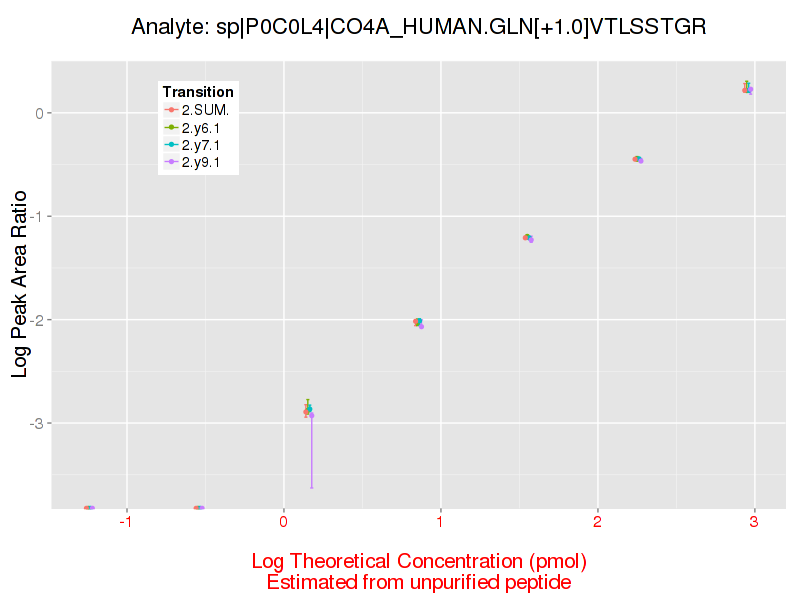 Analyte: sp|P0C0L4|CO4A_HUMAN.GLN[+1.0]VTLSSTGR
Transition
2.SUM.
2.y6.1
2.y7.1
2.y9.1
Log Peak Area Ratio
0
-1
-2
-3
-1 0 1 2 3
Log Theoretical Concentration (pmol)
Estimated from unpurified peptide